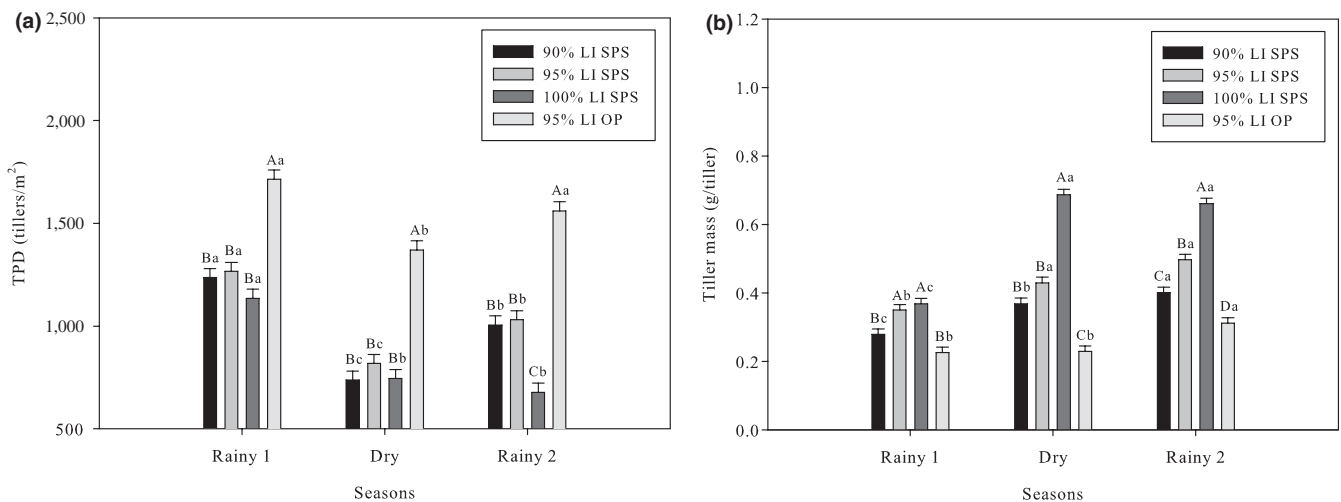 (a)
2,500
2,000
1,500
1,000
500
TPD (tillers/m²)
90% LI SPS
95% LI SPS
100% LI SPS
95% LI OP
Ba Ba Ba Aa
Bc Bc Bb Ab
Bb Bb Cb Aa
Rainy 1 Dry Rainy 2
Seasons
(b)
1.2
1.0
0.8
0.6
0.4
0.2
0.0
Tiller mass (g/tiller)
90% LI SPS
95% LI SPS
100% LI SPS
95% LI OP
Bc Ab Ac Bb
Bb Ba Aa Cb
Ca Ba Aa Da
Rainy 1 Dry Rainy 2
Seasons